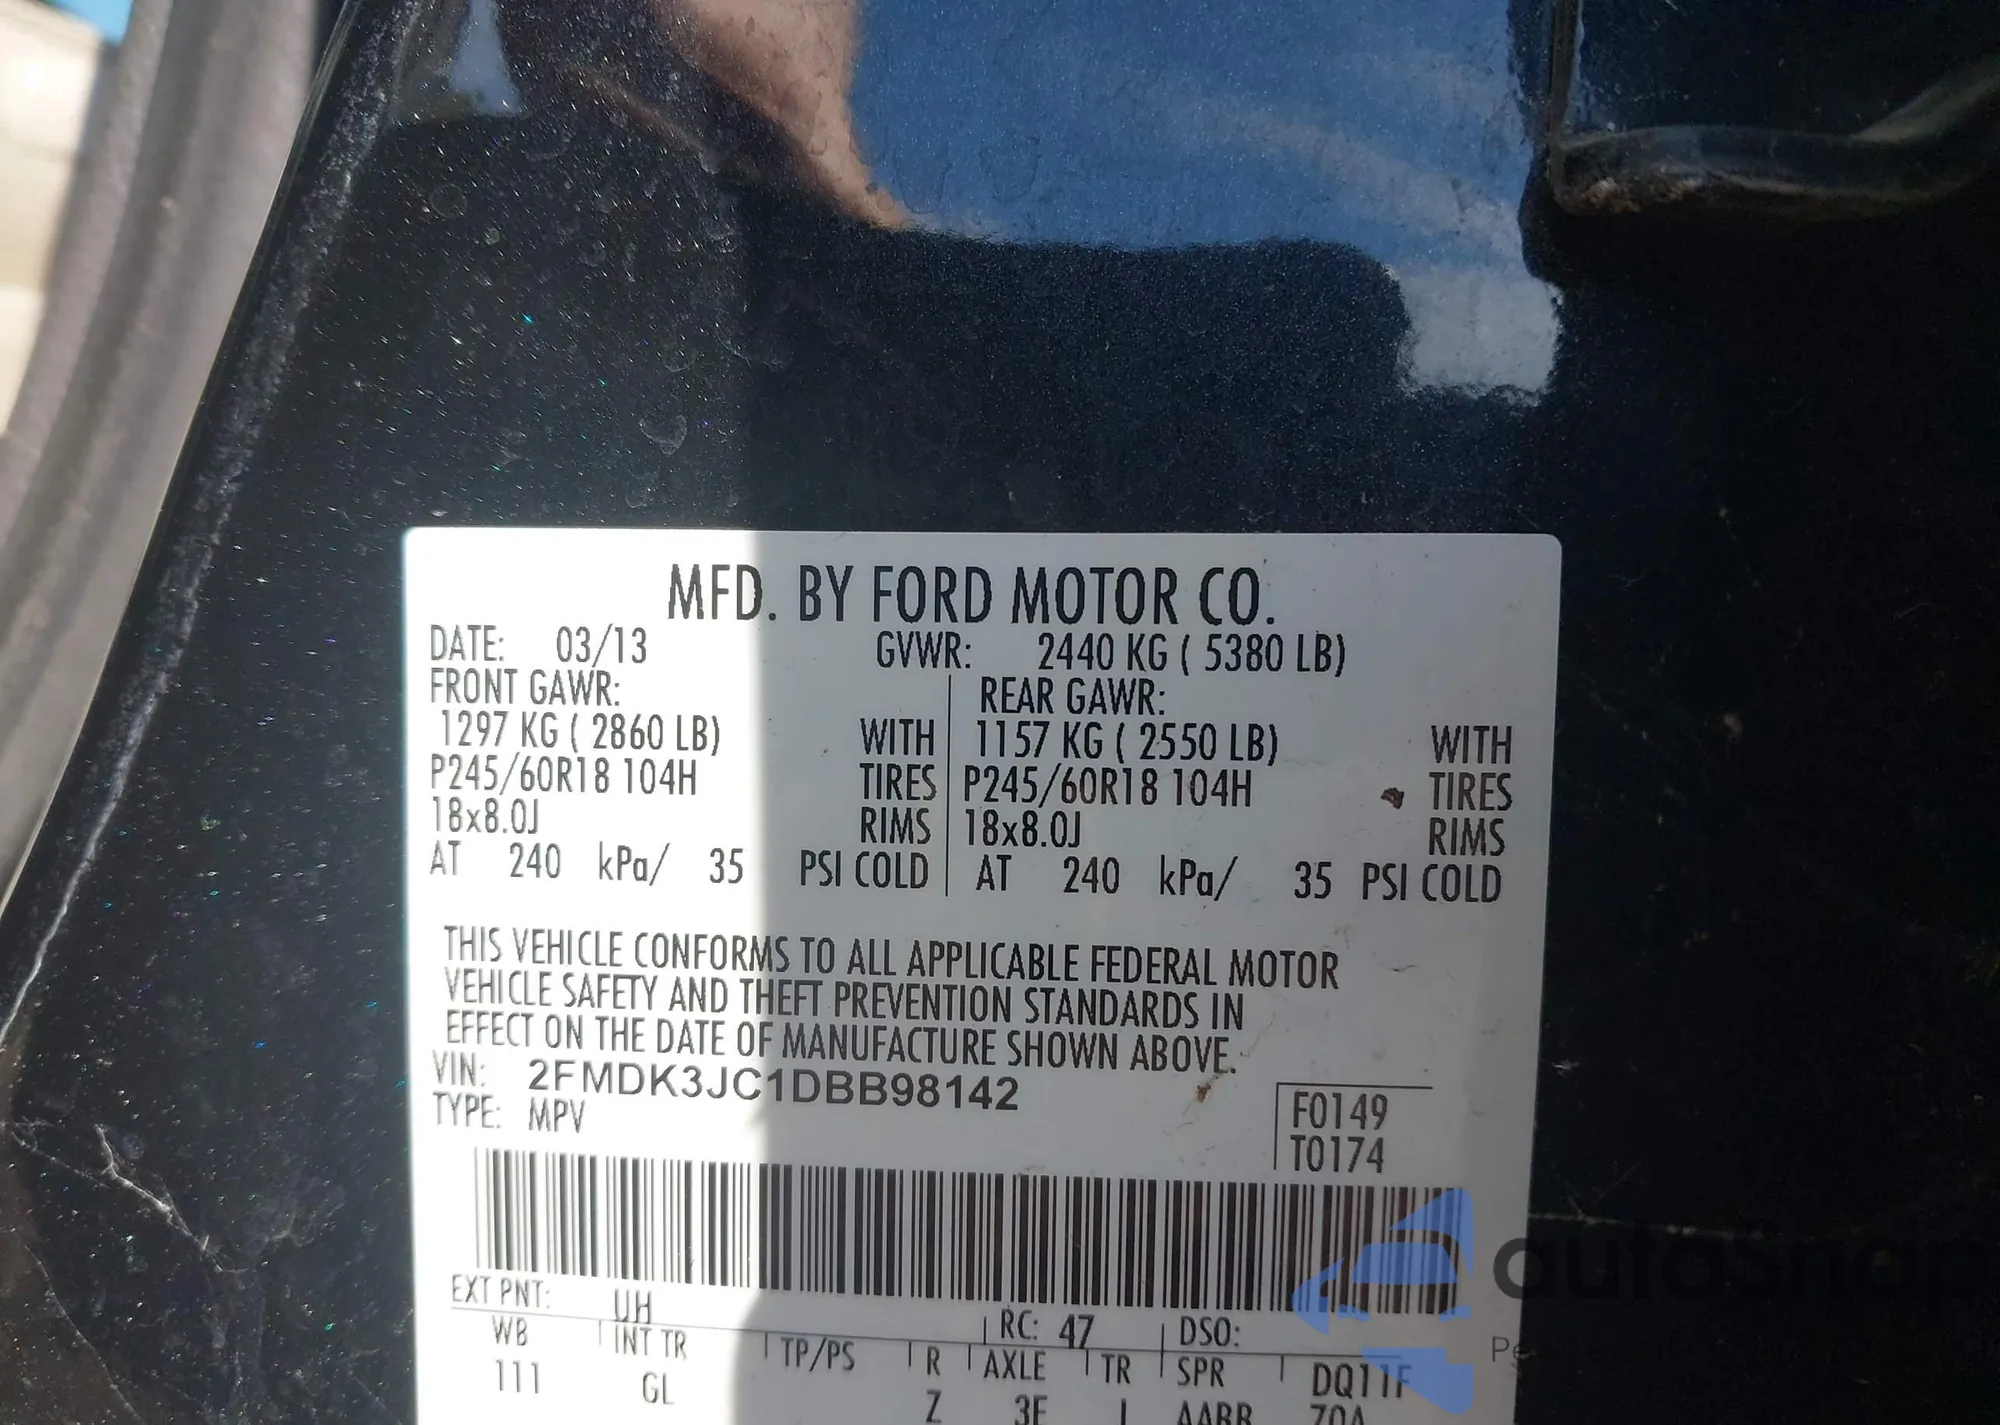 MFD. BY FORD MOTOR CO.
DATE: 03/13 GVWR: 2440 KG ( 5380 LB)
FRONT GAWR: REAR GAWR:
1297 KG ( 2860 LB) WITH 1157 KG ( 2550 LB) WITH
P245/60R18 104H TIRES P245/60R18 104H TIRES
18x8.0J RIMS 18x8.0J RIMS
AT 240 kPa/ 35 PSI COLD AT 240 kPa/ 35 PSI COLD
THIS VEHICLE CONFORMS TO ALL APPLICABLE FEDERAL MOTOR
VEHICLE SAFETY AND THEFT PREVENTION STANDARDS IN
EFFECT ON THE DATE OF MANUFACTURE SHOWN ABOVE.
VIN: 2FMDK3JC1DBB98142
TYPE: MPV
F0149
T0174
EXT PNT: UH RC: 47 DSO:
WB INT TR TP/PS R AXLE TR SPR DQ11F
111 GL Z 3E AABB
autashop